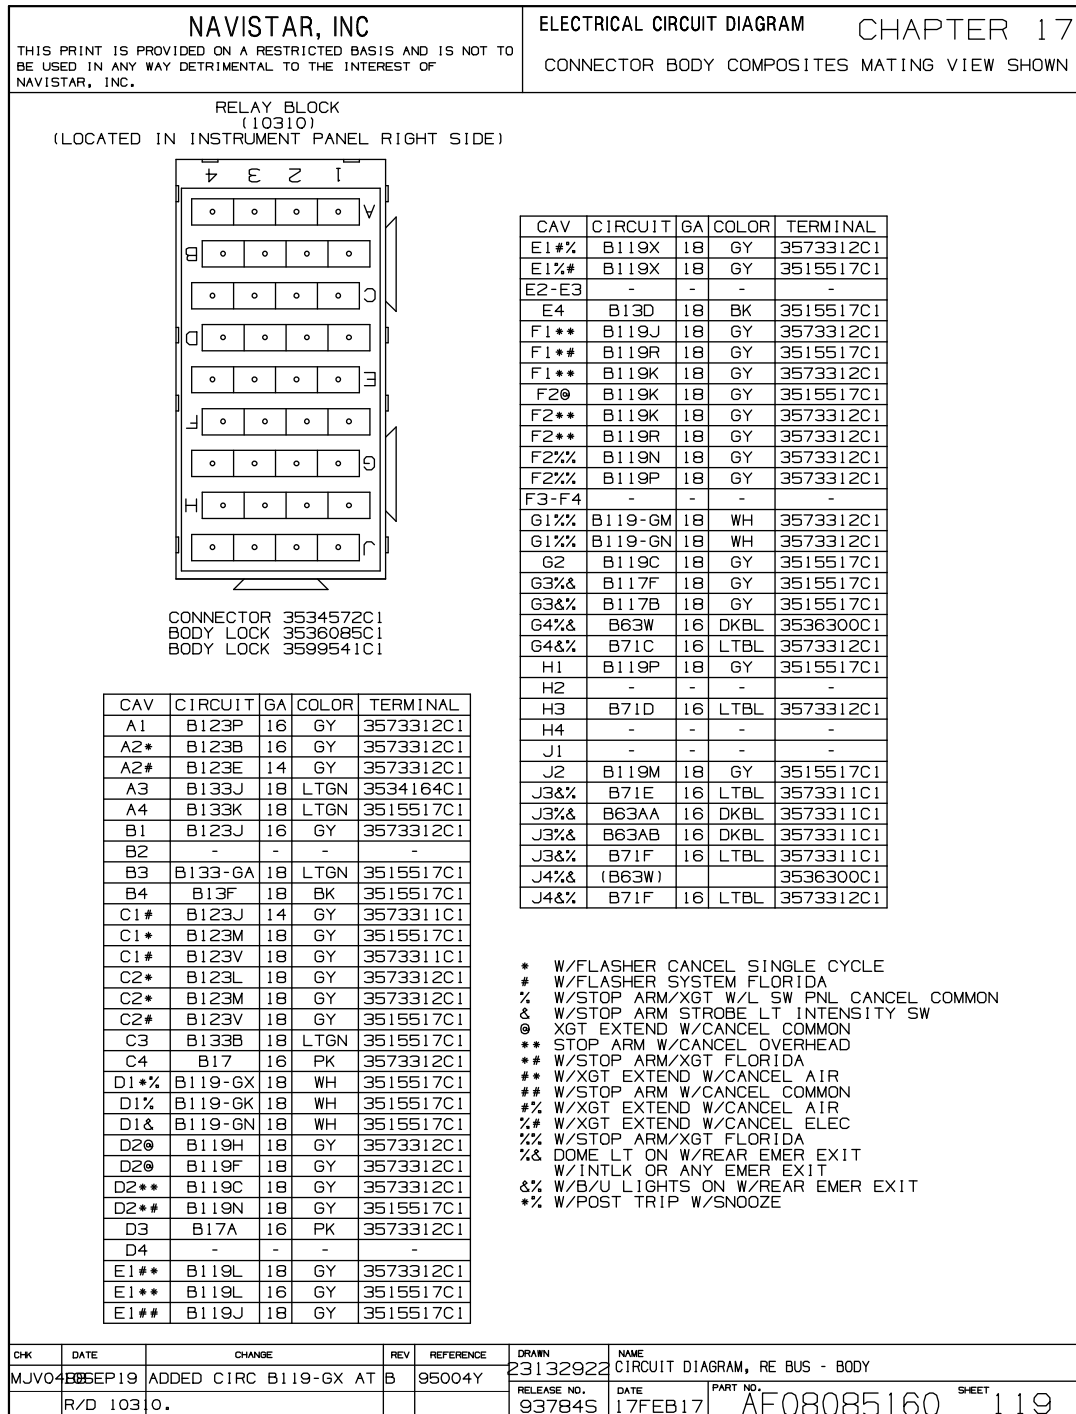 NAVISTAR, INC
THIS PRINT IS PROVIDED ON A RESTRICTED BASIS AND IS NOT TO
BE USED IN ANY WAY DETRIMENTAL TO THE INTEREST OF
NAVISTAR, INC.
ELECTRICAL CIRCUIT DIAGRAM CHAPTER 17
CONNECTOR BODY COMPOSITES MATING VIEW SHOWN
RELAY BLOCK
(10310)
(LOCATED IN INSTRUMENT PANEL RIGHT SIDE)
4 3 2 1
A
B
C
D
E
F
G
H
J
CONNECTOR 3534572C1
BODY LOCK 3536085C1
BODY LOCK 3599541C1
CAV CIRCUIT GA COLOR TERMINAL
A1 B123P 16 GY 3573312C1
A2* B123B 16 GY 3573312C1
A2# B123E 14 GY 3573312C1
A3 B133J 18 LTGN 3534164C1
A4 B133K 18 LTGN 3515517C1
B1 B123J 16 GY 3573312C1
B2 - - - -
B3 B133-GA 18 LTGN 3515517C1
B4 B13F 18 BK 3515517C1
C1# B123J 14 GY 3573311C1
C1* B123M 18 GY 3515517C1
C1# B123V 18 GY 3573311C1
C2* B123L 18 GY 3573312C1
C2* B123M 18 GY 3573312C1
C2# B123V 18 GY 3515517C1
C3 B133B 18 LTGN 3515517C1
C4 B17 16 PK 3573312C1
D1*% B119-GX 18 WH 3515517C1
D1% B119-GK 18 WH 3515517C1
D1& B119-GN 18 WH 3515517C1
D2@ B119H 18 GY 3573312C1
D2@ B119F 18 GY 3573312C1
D2** B119C 18 GY 3573312C1
D2*# B119N 18 GY 3515517C1
D3 B17A 16 PK 3573312C1
D4 - - - -
E1#* B119L 18 GY 3573312C1
E1** B119L 16 GY 3515517C1
E1## B119J 18 GY 3515517C1
CAV CIRCUIT GA COLOR TERMINAL
E1#% B119X 18 GY 3573312C1
E1%# B119X 18 GY 3515517C1
E2-E3 - - - -
E4 B13D 18 BK 3515517C1
F1** B119J 18 GY 3573312C1
F1*# B119R 18 GY 3515517C1
F1** B119K 18 GY 3573312C1
F2@ B119K 18 GY 3515517C1
F2** B119K 18 GY 3573312C1
F2** B119R 18 GY 3573312C1
F2%% B119N 18 GY 3573312C1
F2%% B119P 18 GY 3573312C1
F3-F4 - - - -
G1%% B119-GM 18 WH 3573312C1
G1%% B119-GN 18 WH 3573312C1
G2 B119C 18 GY 3515517C1
G3%& B117F 18 GY 3515517C1
G3&% B117B 18 GY 3515517C1
G4%& B63W 16 DKBL 3536300C1
G4&% B71C 16 LTBL 3573312C1
H1 B119P 18 GY 3515517C1
H2 - - - -
H3 B71D 16 LTBL 3573312C1
H4 - - - -
J1 - - - -
J2 B119M 18 GY 3515517C1
J3&% B71E 16 LTBL 3573311C1
J3%& B63AA 16 DKBL 3573311C1
J3%& B63AB 16 DKBL 3573311C1
J3&% B71F 16 LTBL 3573311C1
J4%& (B63W) 3536300C1
J4&% B71F 16 LTBL 3573312C1
* W/FLASHER CANCEL SINGLE CYCLE
# W/FLASHER SYSTEM FLORIDA
% W/STOP ARM/XGT W/L SW PNL CANCEL COMMON
& W/STOP ARM STROBE LT INTENSITY SW
@ XGT EXTEND W/CANCEL COMMON
** STOP ARM W/CANCEL OVERHEAD
*# W/STOP ARM/XGT FLORIDA
#* W/XGT EXTEND W/CANCEL AIR
## W/STOP ARM W/CANCEL COMMON
#% W/XGT EXTEND W/CANCEL AIR
%# W/XGT EXTEND W/CANCEL ELEC
%% W/STOP ARM/XGT FLORIDA
%& DOME LT ON W/REAR EMER EXIT
W/INTLK OR ANY EMER EXIT
&% W/B/U LIGHTS ON W/REAR EMER EXIT
*% W/POST TRIP W/SNOOZE
CHK DATE CHANGE REV REFERENCE
SEP19 ADDED CIRC B119-GX AT B 95004Y
R/D 10310.
DRAWN 23132922
NAME CIRCUIT DIAGRAM, RE BUS - BODY
RELEASE NO. 93784S
DATE 17FEB17
PART NO. AF08085160
SHEET 119